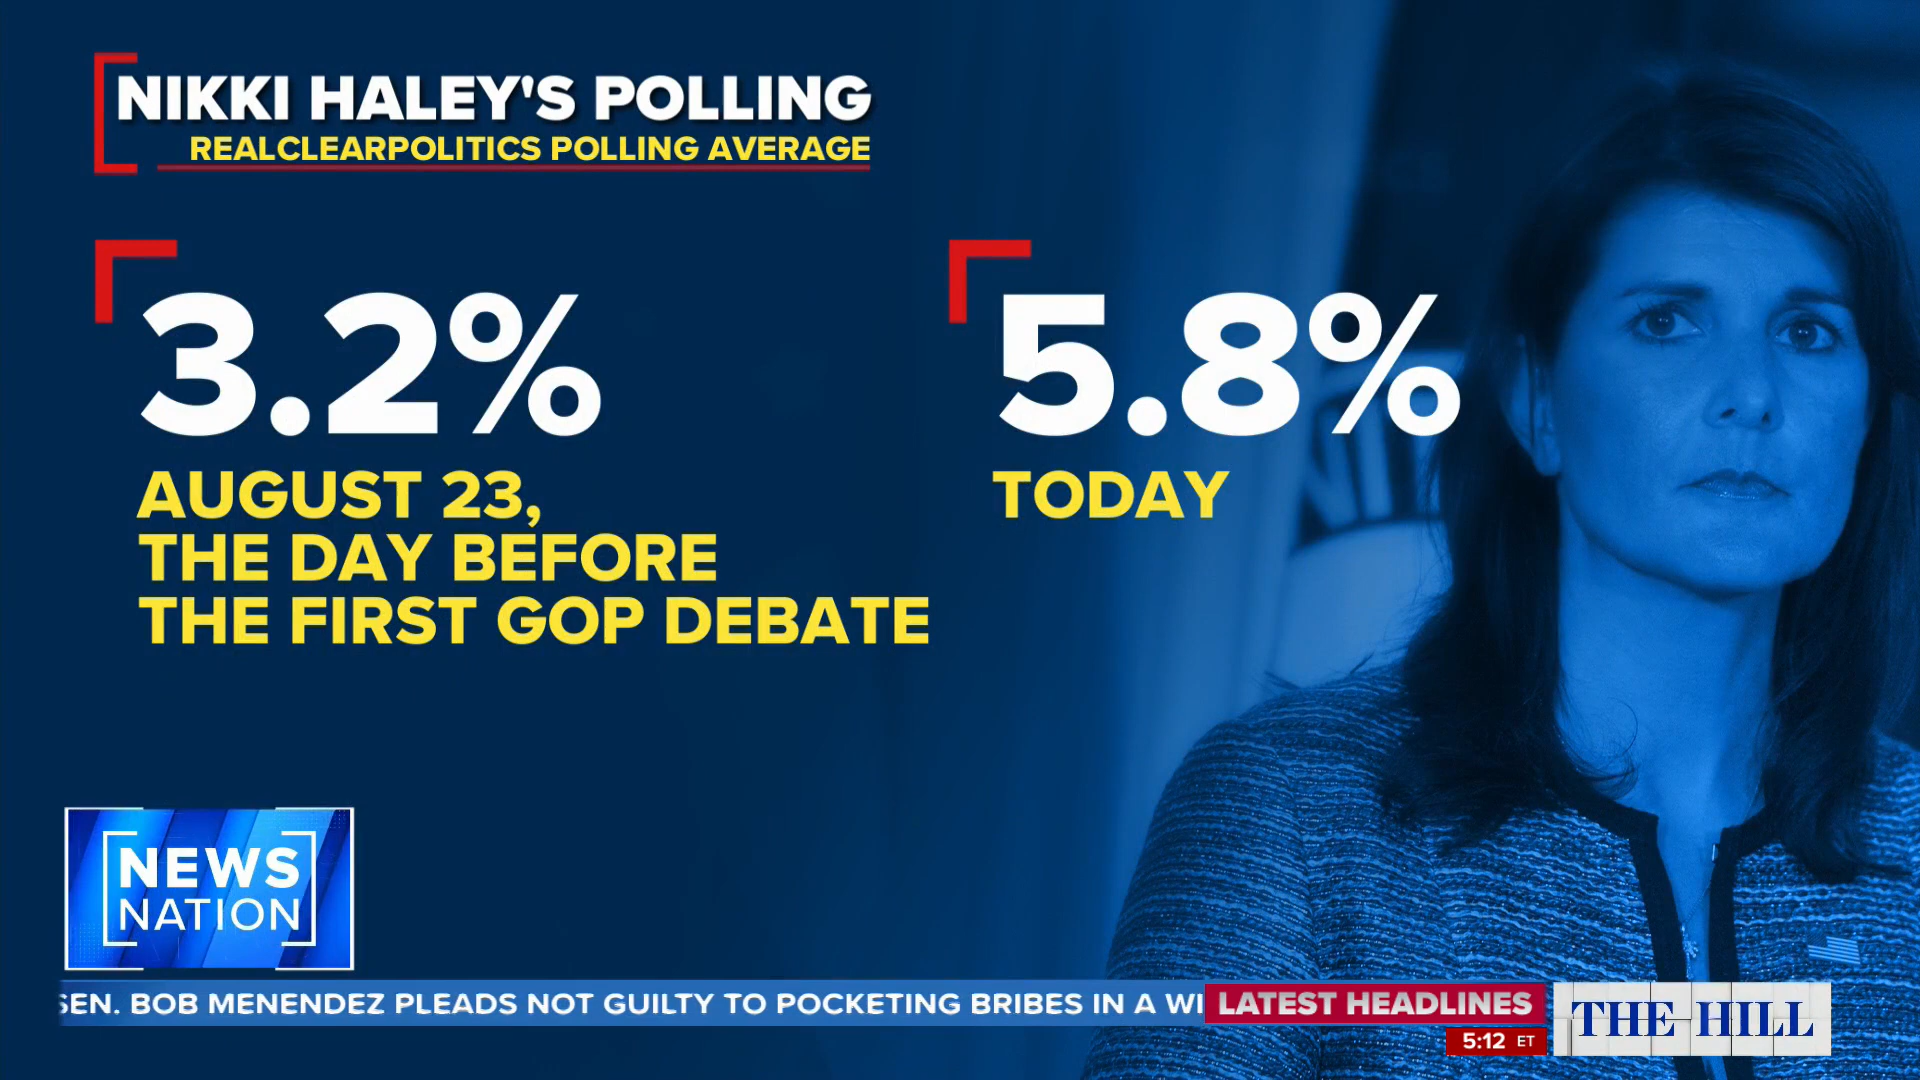 NIKKI HALEY'S POLLING
REALCLEARPOLITICS POLLING AVERAGE
3.2%
AUGUST 23,
THE DAY BEFORE
THE FIRST GOP DEBATE
5.8%
TODAY
NEWS
NATION
SEN. BOB MENENDEZ PLEADS NOT GUILTY TO POCKETING BRIBES IN A WI
LATEST HEADLINES
5:12 ET
THE HILL